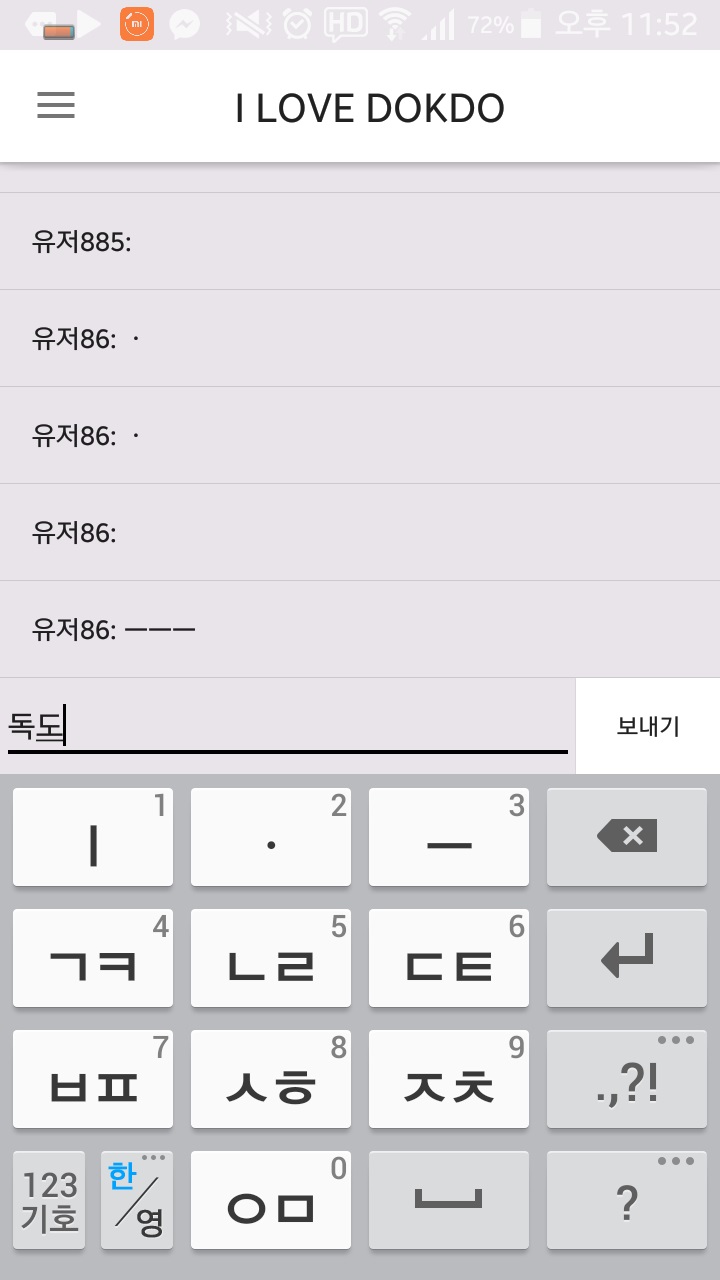 72% 오후 11:52
I LOVE DOKDO
유저885:
유저86: ·
유저86: ·
유저86:
유저86: ㅡㅡㅡ
독도
보내기
ㅣ 1
· 2
ㅡ 3
ㄱㅋ 4
ㄴㄹ 5
ㄷㅌ 6
ㅂㅍ 7
ㅅㅎ 8
ㅈㅊ 9
.,?!
123 기호
한/영
ㅇㅁ 0
?